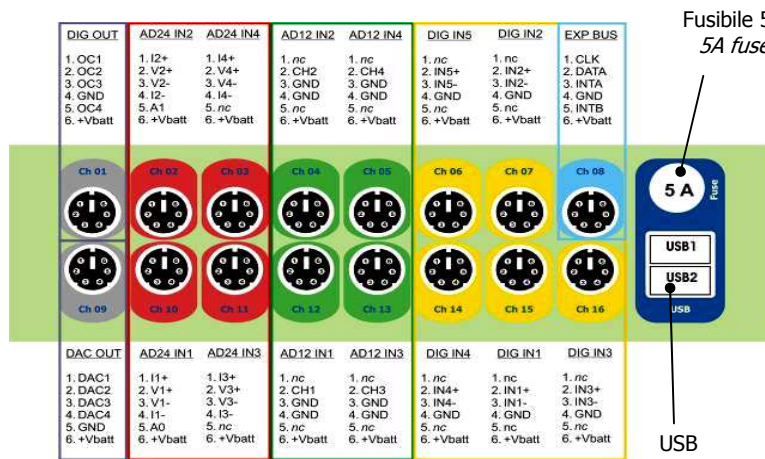 Fusibile 5
5A fuse
DIG OUT
1. OC1
2. OC2
3. OC3
4. GND
5. OC4
6. +Vbatt
AD24 IN2
1. I2+
2. V2+
3. V2-
4. I2-
5. A1
6. +Vbatt
AD24 IN4
1. I4+
2. V4+
3. V4-
4. I4-
5. nc
6. +Vbatt
AD12 IN2
1. nc
2. CH2
3. GND
4. GND
5. nc
6. +Vbatt
AD12 IN4
1. nc
2. CH4
3. GND
4. GND
5. nc
6. +Vbatt
DIG IN5
1. nc
2. IN5+
3. IN5-
4. GND
5. nc
6. +Vbatt
DIG IN2
1. nc
2. IN2+
3. IN2-
4. GND
5. nc
6. +Vbatt
EXP BUS
1. CLK
2. DATA
3. INTA
4. GND
5. INTB
6. +Vbatt
Ch 01
Ch 02
Ch 03
Ch 04
Ch 05
Ch 06
Ch 07
Ch 08
5 A
Fuse
USB1
USB2
USB
Ch 09
Ch 10
Ch 11
Ch 12
Ch 13
Ch 14
Ch 15
Ch 16
DAC OUT
1. DAC1
2. DAC2
3. DAC3
4. DAC4
5. GND
6. +Vbatt
AD24 IN1
1. I1+
2. V1+
3. V1-
4. I1-
5. A0
6. +Vbatt
AD24 IN3
1. I3+
2. V3+
3. V3-
4. I3-
5. nc
6. +Vbatt
AD12 IN1
1. nc
2. CH1
3. GND
4. GND
5. nc
6. +Vbatt
AD12 IN3
1. nc
2. CH3
3. GND
4. GND
5. nc
6. +Vbatt
DIG IN4
1. nc
2. IN4+
3. IN4-
4. GND
5. nc
6. +Vbatt
DIG IN1
1. nc
2. IN1+
3. IN1-
4. GND
5. nc
6. +Vbatt
DIG IN3
1. nc
2. IN3+
3. IN3-
4. GND
5. nc
6. +Vbatt
USB